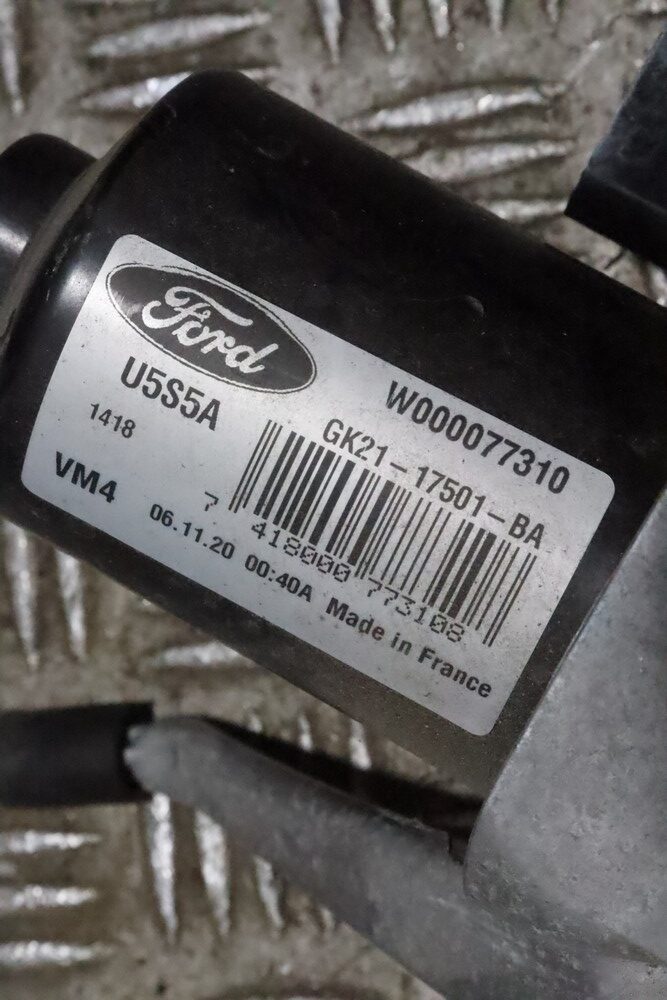 Ford
U5S5A
W000077310
1418
GK21-17501-BA
VM4
7 418000 773108
06.11.20 00:40A Made in France